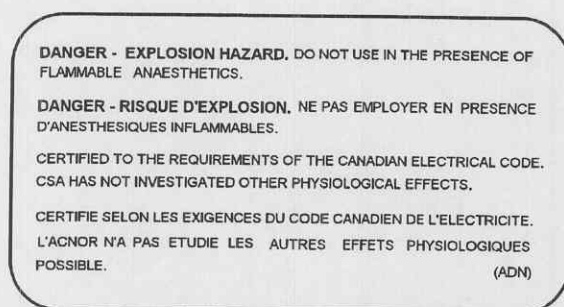 DANGER - EXPLOSION HAZARD. DO NOT USE IN THE PRESENCE OF
FLAMMABLE ANAESTHETICS.
DANGER - RISQUE D'EXPLOSION. NE PAS EMPLOYER EN PRESENCE
D'ANESTHESIQUES INFLAMMABLES.
CERTIFIED TO THE REQUIREMENTS OF THE CANADIAN ELECTRICAL CODE.
CSA HAS NOT INVESTIGATED OTHER PHYSIOLOGICAL EFFECTS.
CERTIFIE SELON LES EXIGENCES DU CODE CANADIEN DE L'ELECTRICITE.
L'ACNOR N'A PAS ETUDIE LES AUTRES EFFETS PHYSIOLOGIQUES
POSSIBLE. (ADN)